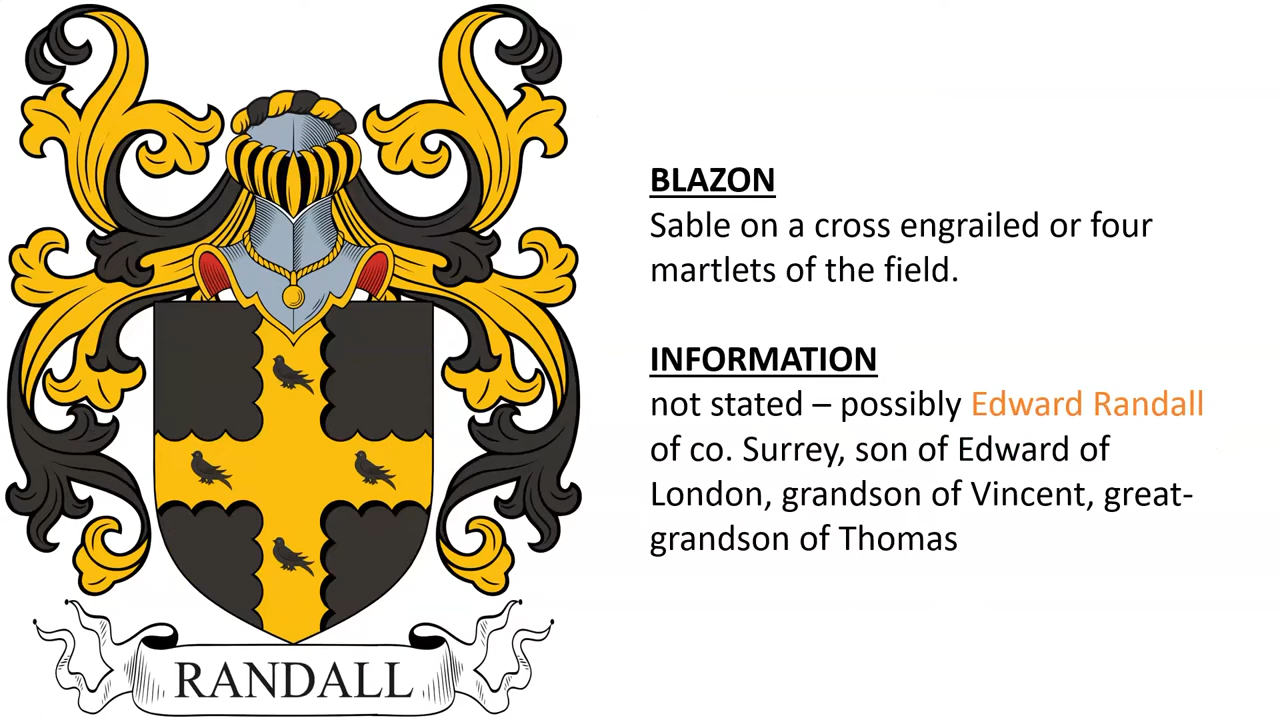 BLAZON
Sable on a cross engrailed or four
martlets of the field.
INFORMATION
not stated – possibly Edward Randall
of co. Surrey, son of Edward of
London, grandson of Vincent, great-
grandson of Thomas
RANDALL